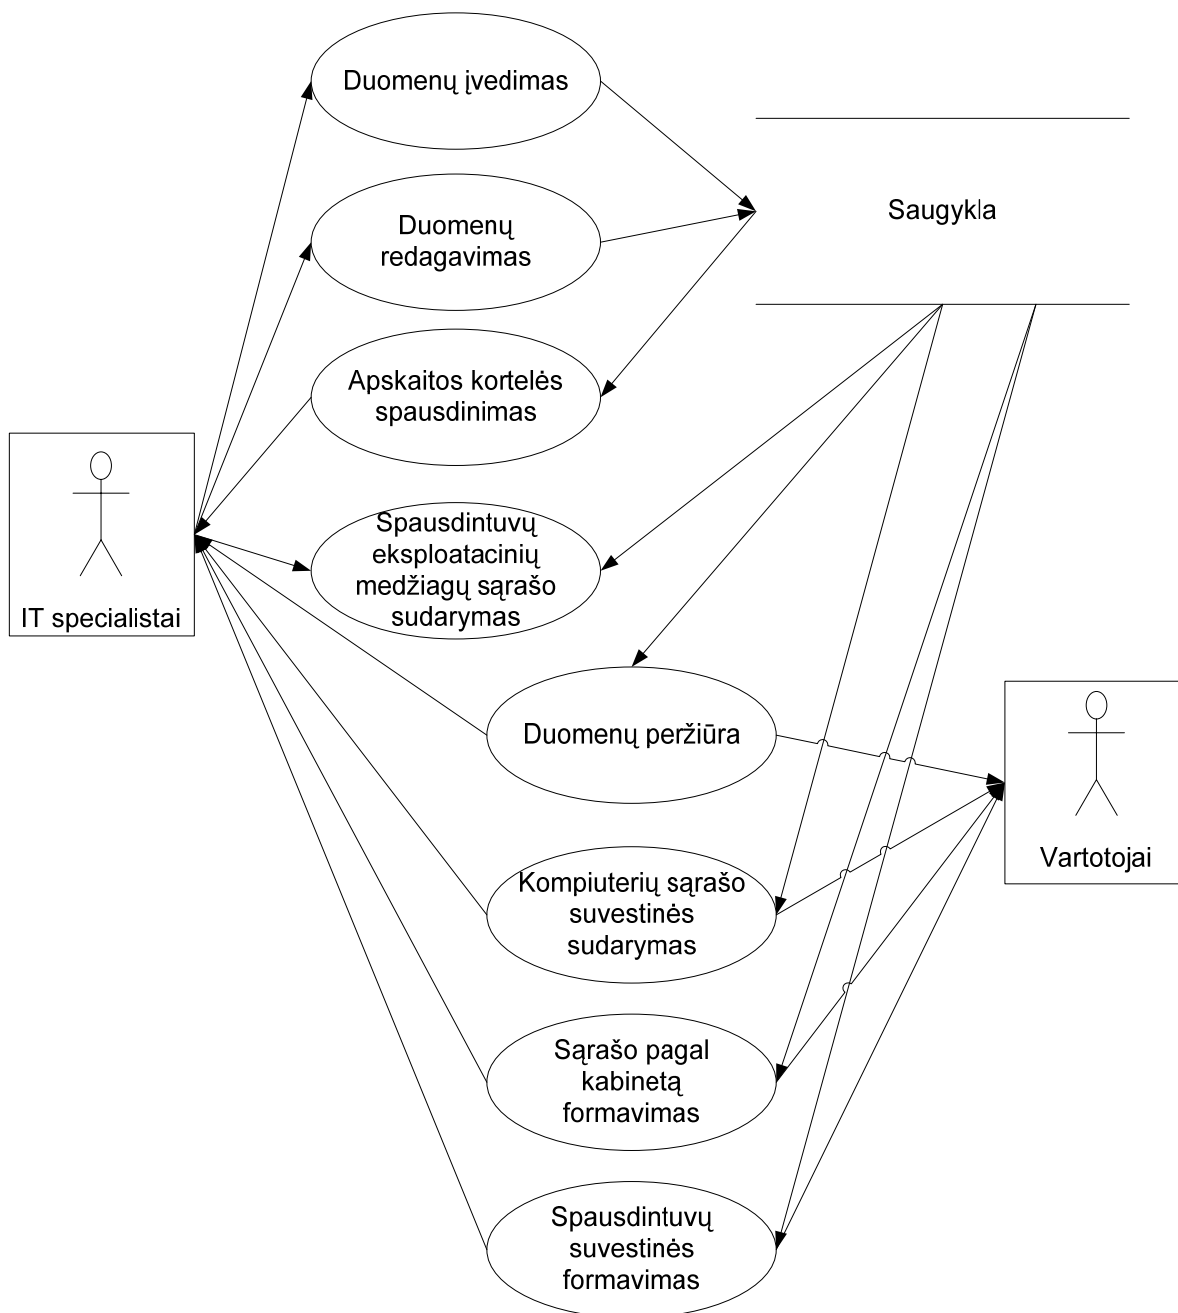 Duomenų įvedimas
Saugykla
Duomenų
redagavimas
Apskaitos kortelės
spausdinimas
Spausdintuvų
eksploatacinių
medžiagų sąrašo
sudarymas
IT specialistai
Duomenų peržiūra
Vartotojai
Kompiuterių sąrašo
suvestinės
sudarymas
Sąrašo pagal
kabinetą
formavimas
Spausdintuvų
suvestinės
formavimas